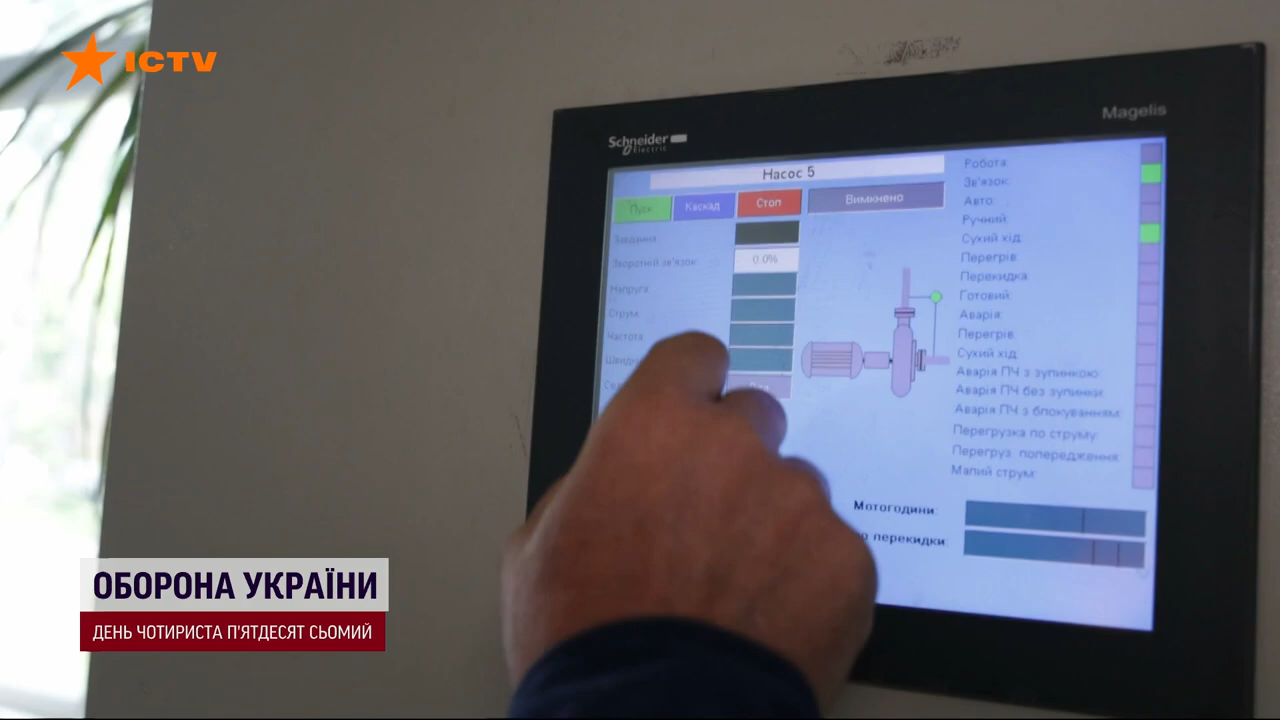 ICTV
Magelis
Schneider
Electric
Насос 5
Пуск
Каскад
Стоп
Вимкнено
Завдання:
Зворотній зв'язок:
0.0%
Напруга:
Струм:
Частота:
Робота:
Зв'язок:
Авто:
Ручний:
Сухий хід:
Перегрів:
Перекидка:
Готовий:
Аварія:
Перегрів:
Сухий хід:
Аварія ПЧ з зупинкою:
Аварія ПЧ без зупинки:
Аварія ПЧ з блокуванням:
Перегрузка по струму:
Перегруз. попередження:
Малий струм:
Мотогодини:
перекидки:
ОБОРОНА УКРАЇНИ
ДЕНЬ ЧОТИРИСТА П'ЯТДЕСЯТ СЬОМИЙ